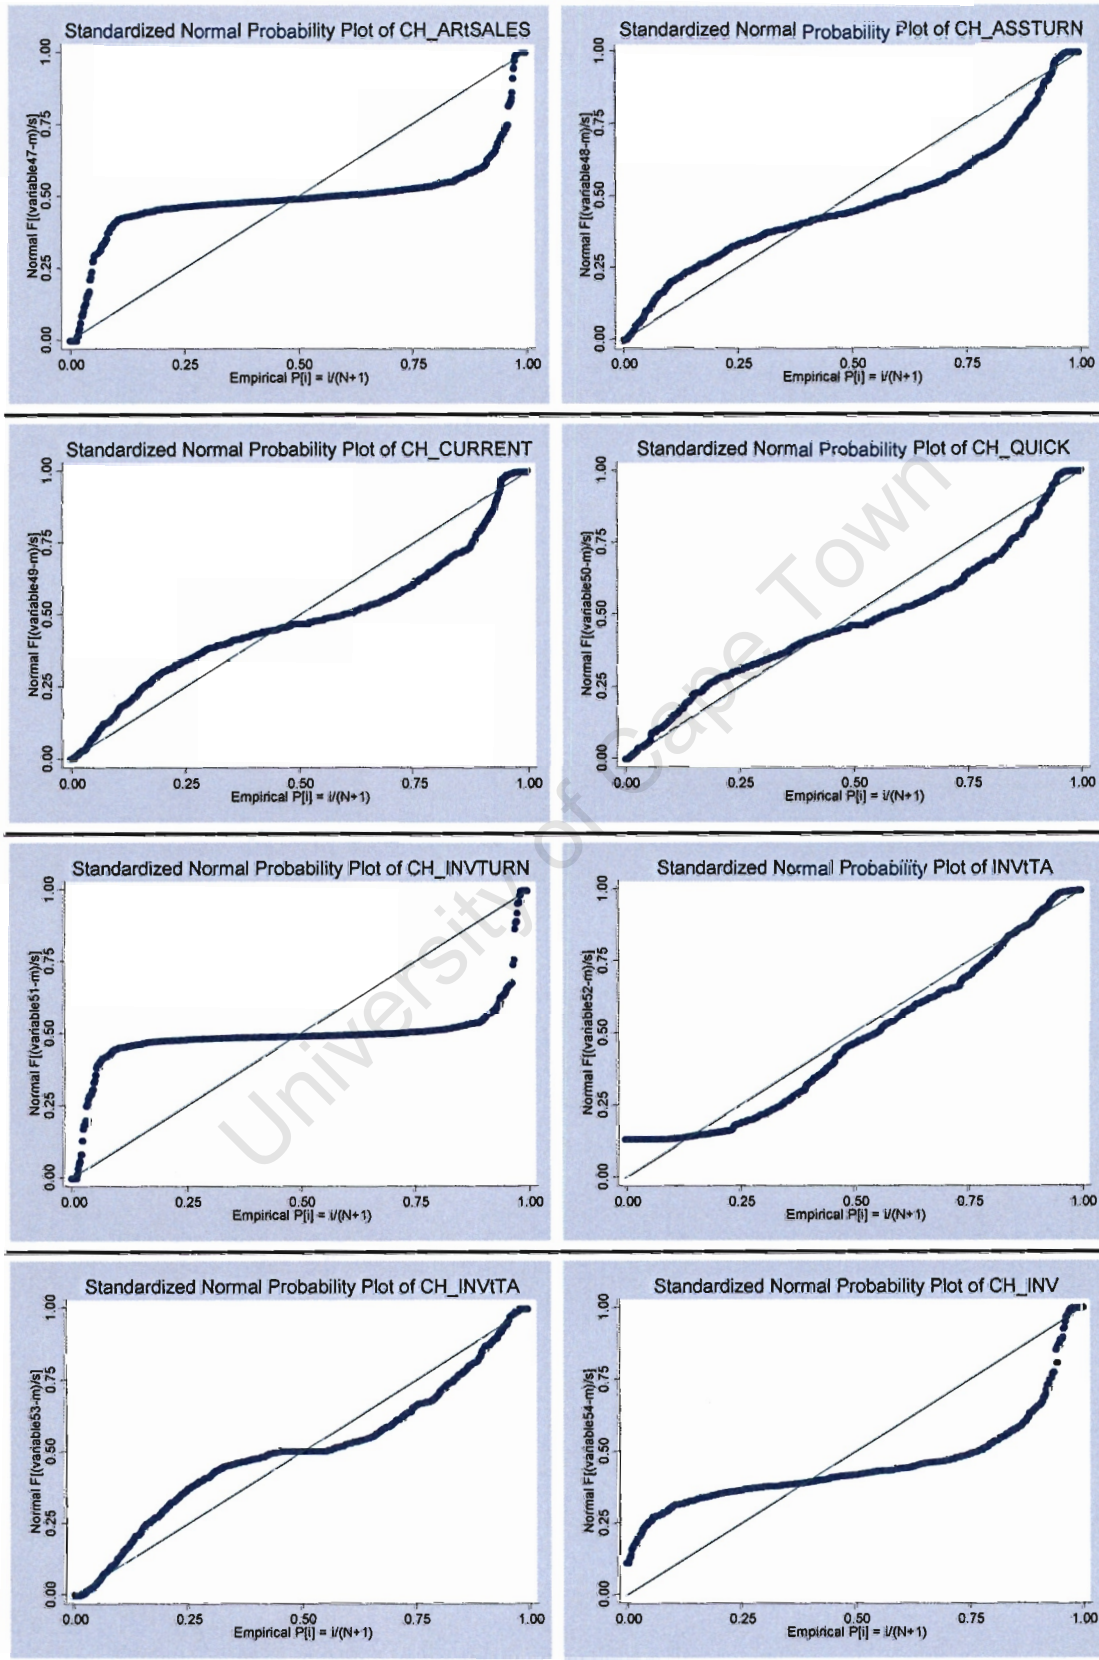 Standardized Normal Probability Plot of CH_ARtSALES
Normal F[(variable47-m)/s]
1.00
0.75
0.50
0.25
0.00
0.00 0.25 0.50 0.75 1.00
Empirical P[i] = i/(N+1)
Standardized Normal Probability Plot of CH_ASSTURN
Normal F[(variable48-m)/s]
1.00
0.75
0.50
0.25
0.00
0.00 0.25 0.50 0.75 1.00
Empirical P[i] = i/(N+1)
Standardized Normal Probability Plot of CH_CURRENT
Normal F[(variable49-m)/s]
1.00
0.75
0.50
0.25
0.00
0.00 0.25 0.50 0.75 1.00
Empirical P[i] = i/(N+1)
Standardized Normal Probability Plot of CH_QUICK
Normal F[(variable50-m)/s]
1.00
0.75
0.50
0.25
0.00
0.00 0.25 0.50 0.75 1.00
Empirical P[i] = i/(N+1)
Standardized Normal Probability Plot of CH_INVTURN
Normal F[(variable51-m)/s]
1.00
0.75
0.50
0.25
0.00
0.00 0.25 0.50 0.75 1.00
Empirical P[i] = i/(N+1)
Standardized Normal Probability Plot of INVtTA
Normal F[(variable52-m)/s]
1.00
0.75
0.50
0.25
0.00
0.00 0.25 0.50 0.75 1.00
Empirical P[i] = i/(N+1)
Standardized Normal Probability Plot of CH_INVtTA
Normal F[(variable53-m)/s]
1.00
0.75
0.50
0.25
0.00
0.00 0.25 0.50 0.75 1.00
Empirical P[i] = i/(N+1)
Standardized Normal Probability Plot of CH_INV
Normal F[(variable54-m)/s]
1.00
0.75
0.50
0.25
0.00
0.00 0.25 0.50 0.75 1.00
Empirical P[i] = i/(N+1)
University of Cape Town